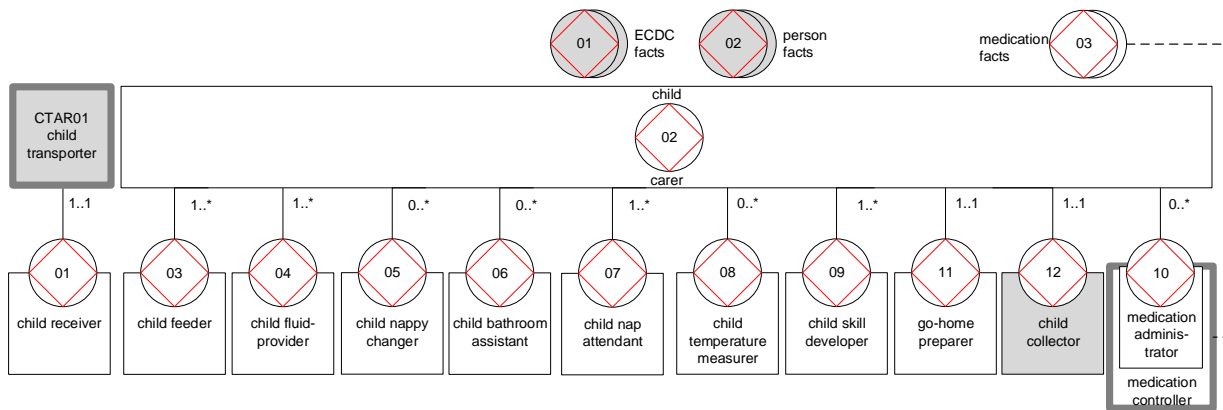 01
ECDC
facts
02
person
facts
medication
facts
03
CTAR01
child
transporter
child
02
carer
1..1
1..*
1..*
0..*
0..*
1..*
0..*
1..*
1..1
1..1
0..*
01
03
04
05
06
07
08
09
11
12
10
child receiver
child feeder
child fluid-
provider
child nappy
changer
child bathroom
assistant
child nap
attendant
child
temperature
measurer
child skill
developer
go-home
preparer
child
collector
medication
adminis-
trator
medication
controller